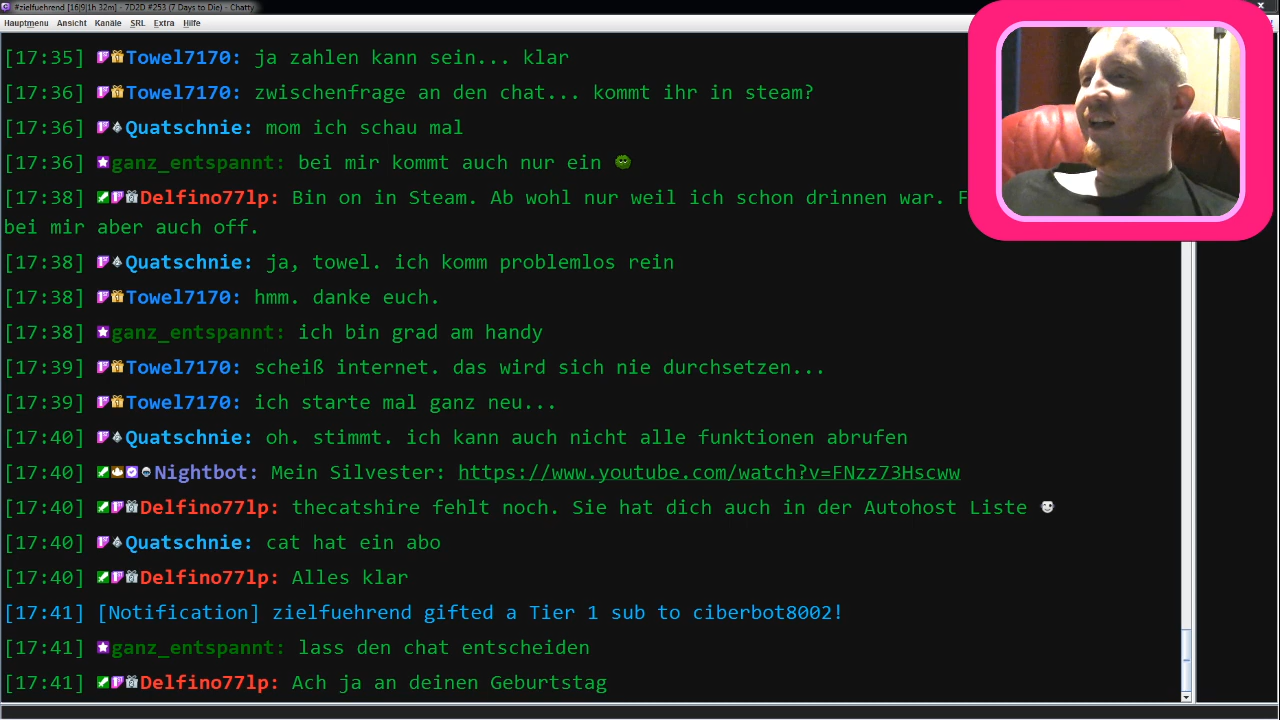 #zielfuehrend [16|9|1h 32m] - 7D2D #253 (7 Days to Die) - Chatty
Hauptmenu Ansicht Kanäle SRL Extra Hilfe
[17:35] Towel7170: ja zahlen kann sein... klar
[17:36] Towel7170: zwischenfrage an den chat... kommt ihr in steam?
[17:36] Quatschnie: mom ich schau mal
[17:36] ganz_entspannt: bei mir kommt auch nur ein
[17:38] Delfino77lp: Bin on in Steam. Ab wohl nur weil ich schon drinnen war. F
bei mir aber auch off.
[17:38] Quatschnie: ja, towel. ich komm problemlos rein
[17:38] Towel7170: hmm. danke euch.
[17:38] ganz_entspannt: ich bin grad am handy
[17:39] Towel7170: scheiß internet. das wird sich nie durchsetzen...
[17:39] Towel7170: ich starte mal ganz neu...
[17:40] Quatschnie: oh. stimmt. ich kann auch nicht alle funktionen abrufen
[17:40] Nightbot: Mein Silvester: https://www.youtube.com/watch?v=FNzz73Hscww
[17:40] Delfino77lp: thecatshire fehlt noch. Sie hat dich auch in der Autohost Liste
[17:40] Quatschnie: cat hat ein abo
[17:40] Delfino77lp: Alles klar
[17:41] [Notification] zielfuehrend gifted a Tier 1 sub to ciberbot8002!
[17:41] ganz_entspannt: lass den chat entscheiden
[17:41] Delfino77lp: Ach ja an deinen Geburtstag